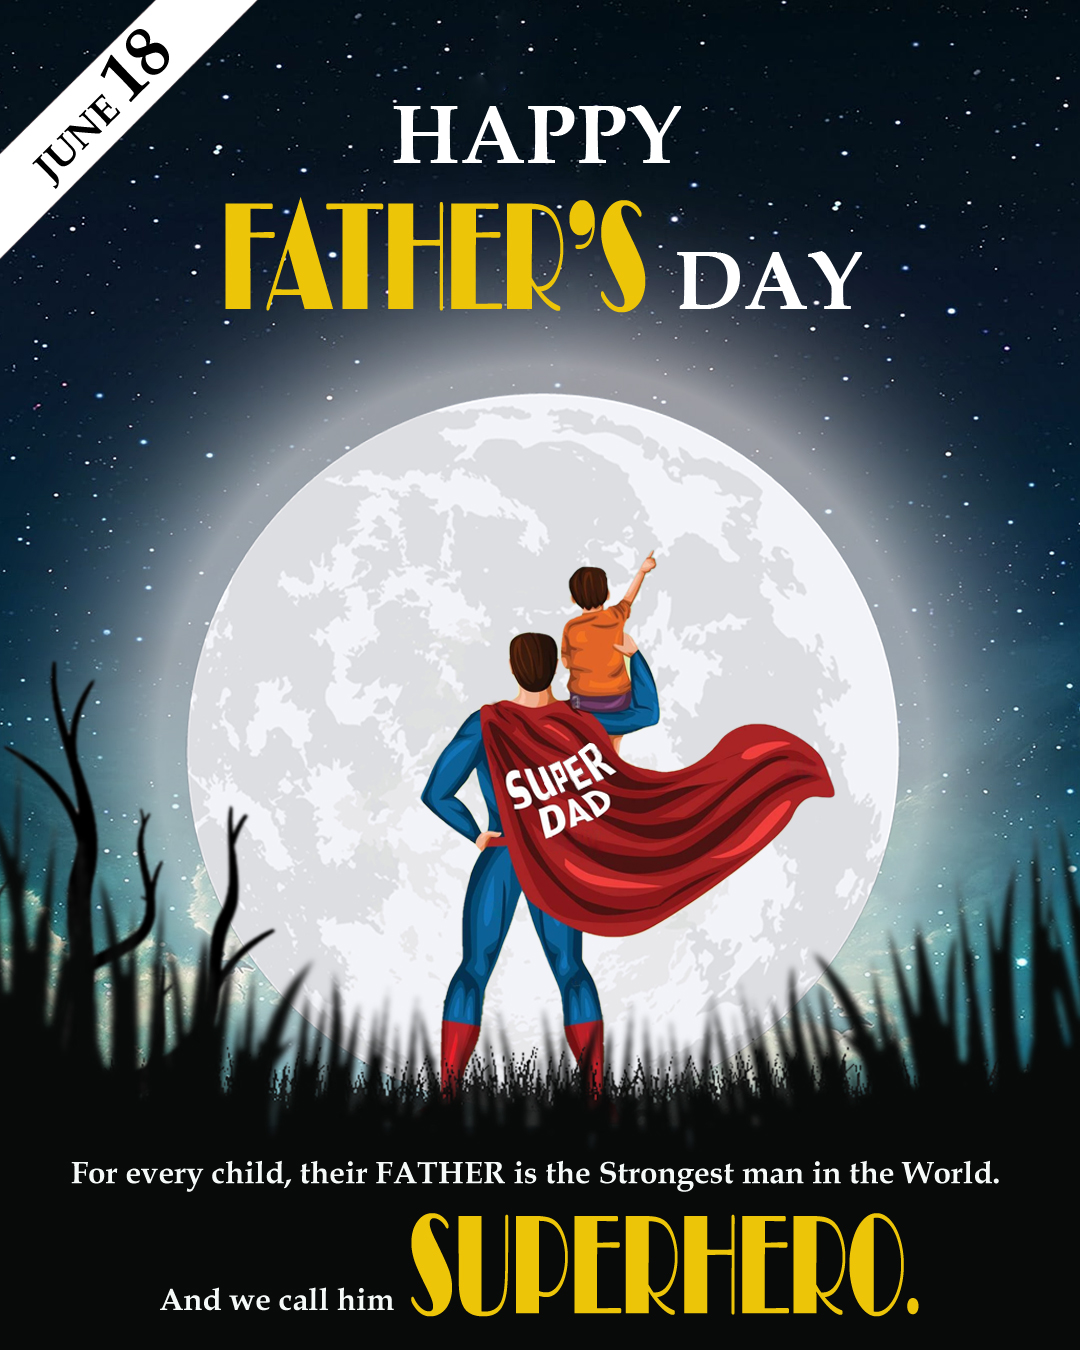 JUNE 18
HAPPY
FATHER'S DAY
SUPER
DAD
For every child, their FATHER is the Strongest man in the World.
And we call him SUPERHERO.